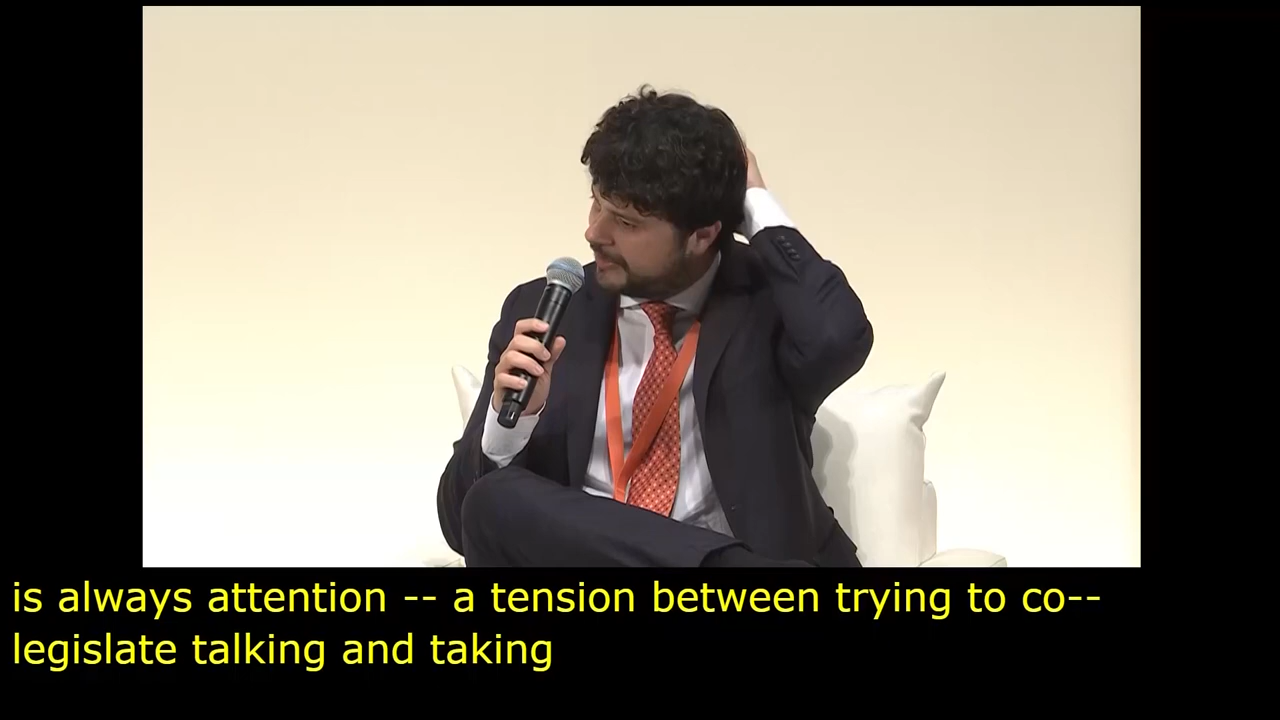 is always attention -- a tension between trying to co--
legislate talking and taking